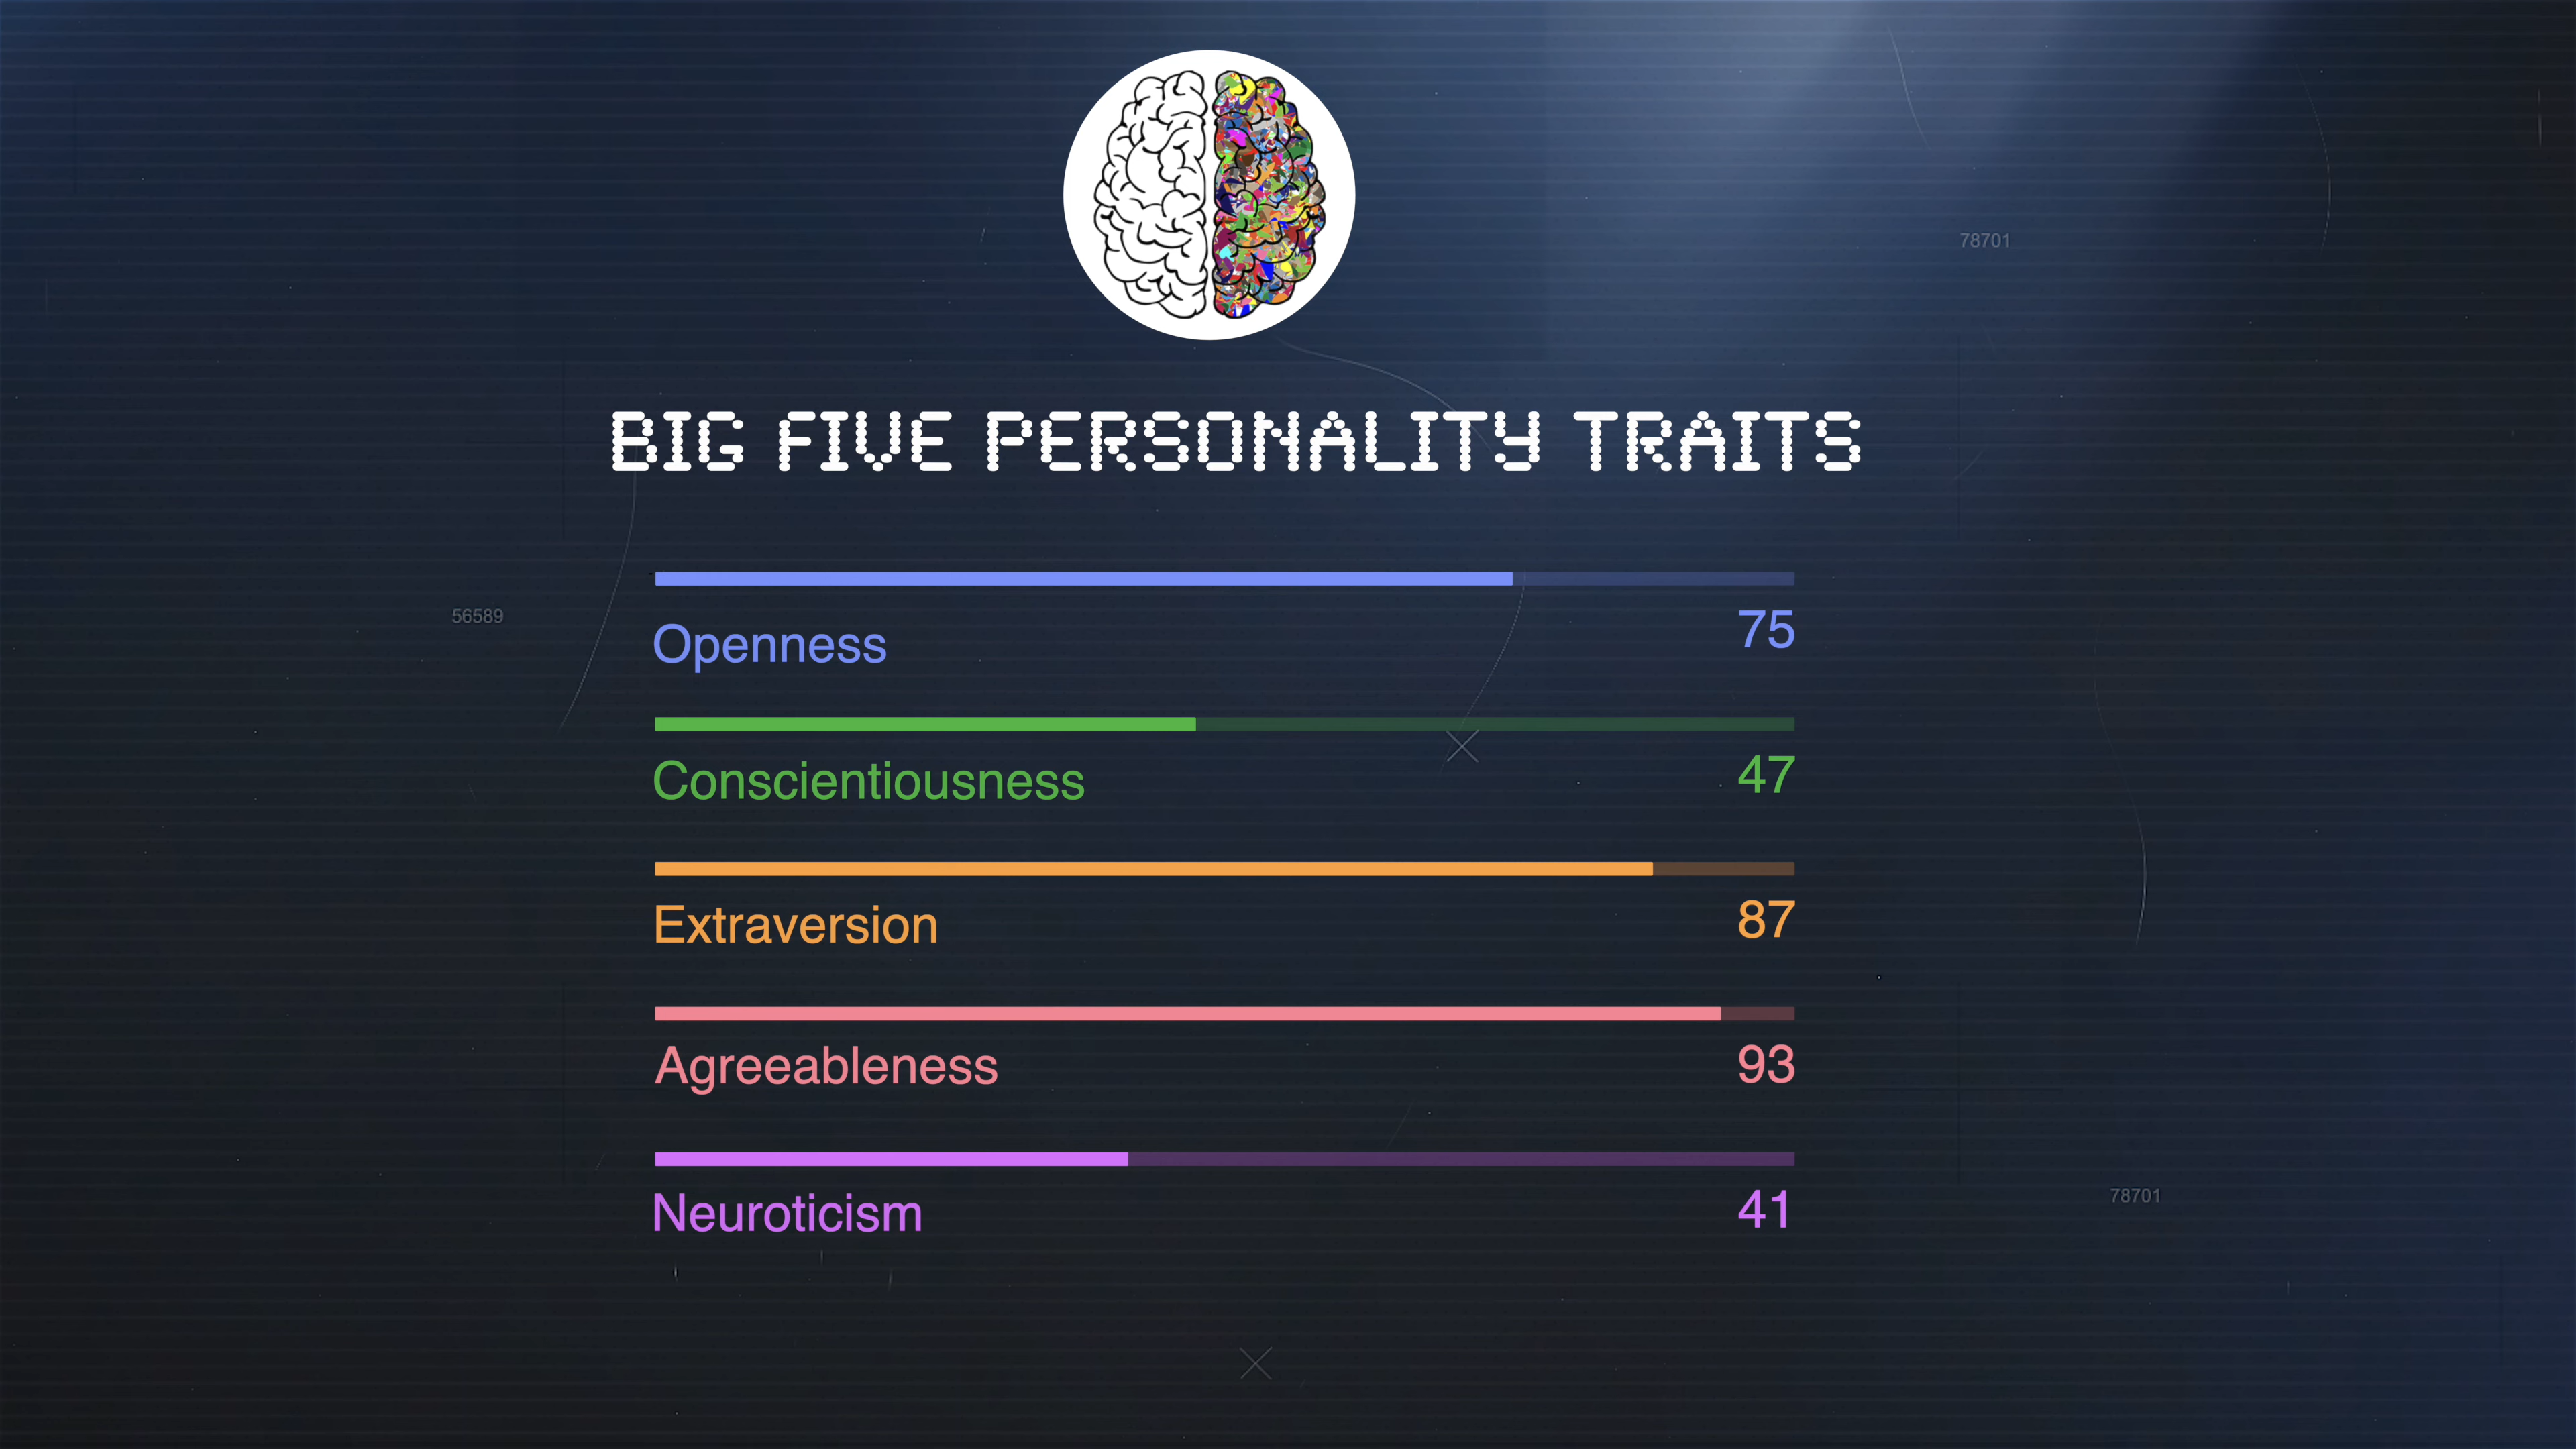 78701
BIG FIVE PERSONALITY TRAITS
56589
Openness 75
Conscientiousness 47
Extraversion 87
Agreeableness 93
Neuroticism 41
78701